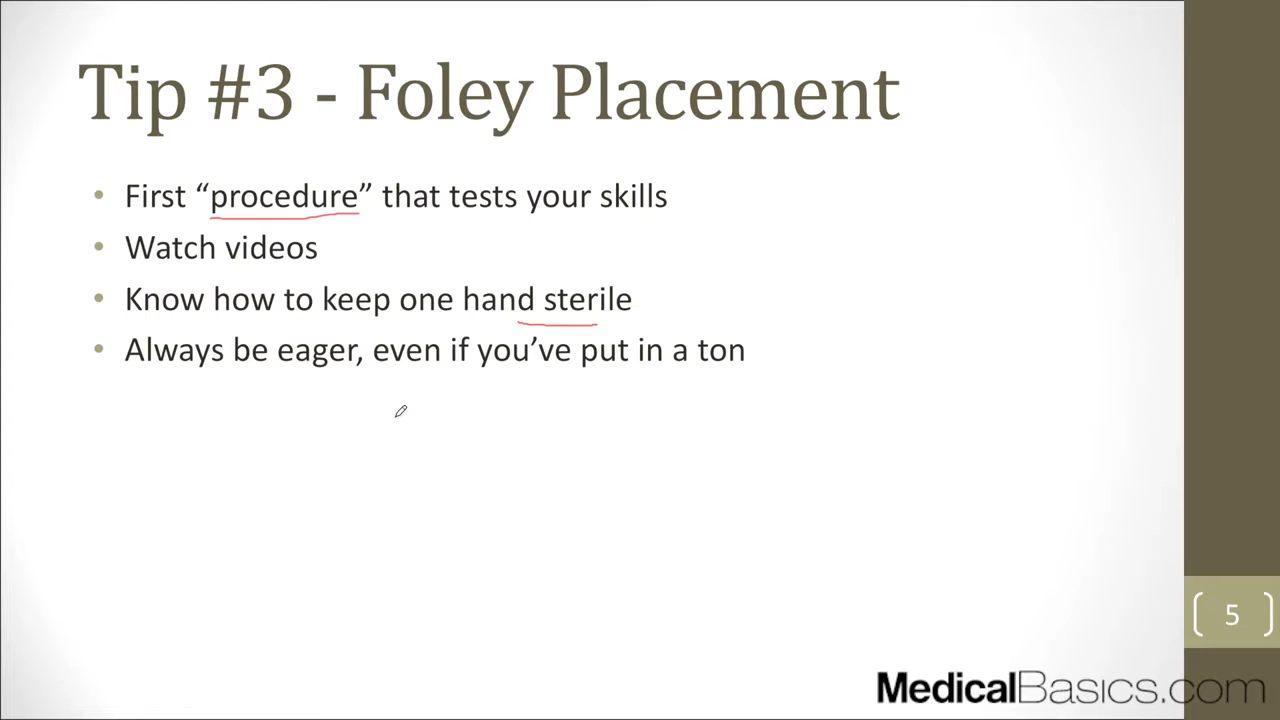 Tip #3 - Foley Placement
• First “procedure” that tests your skills
• Watch videos
• Know how to keep one hand sterile
• Always be eager, even if you’ve put in a ton
5
MedicalBasics.com